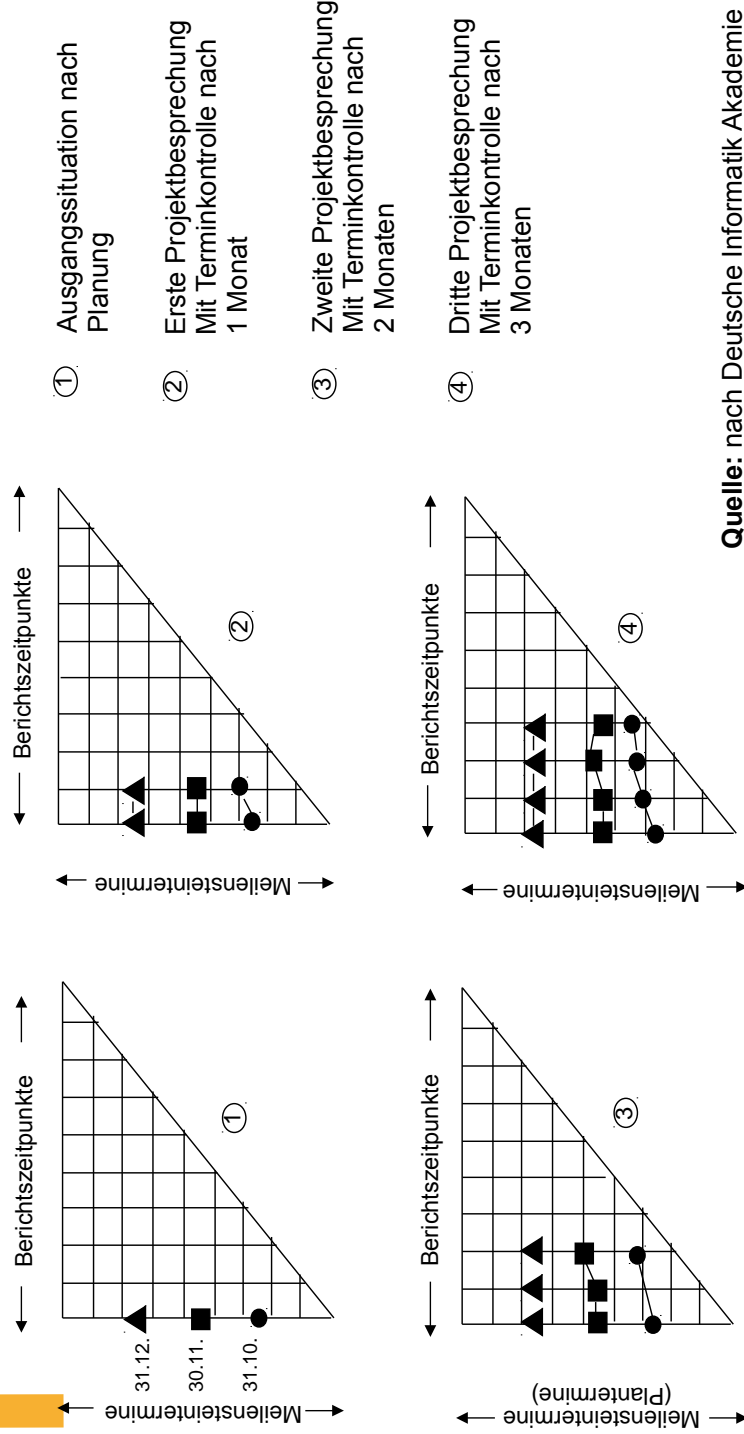 Berichtszeitpunkte
Meilensteintermine
31.12.
30.11.
31.10.
1
Berichtszeitpunkte
Meilensteintermine
2
Berichtszeitpunkte
Meilensteintermine
(Plantermine)
3
Berichtszeitpunkte
Meilensteintermine
4
1 Ausgangssituation nach
Planung
2 Erste Projektbesprechung
Mit Terminkontrolle nach
1 Monat
3 Zweite Projektbesprechung
Mit Terminkontrolle nach
2 Monaten
4 Dritte Projektbesprechung
Mit Terminkontrolle nach
3 Monaten
Quelle: nach Deutsche Informatik Akademie